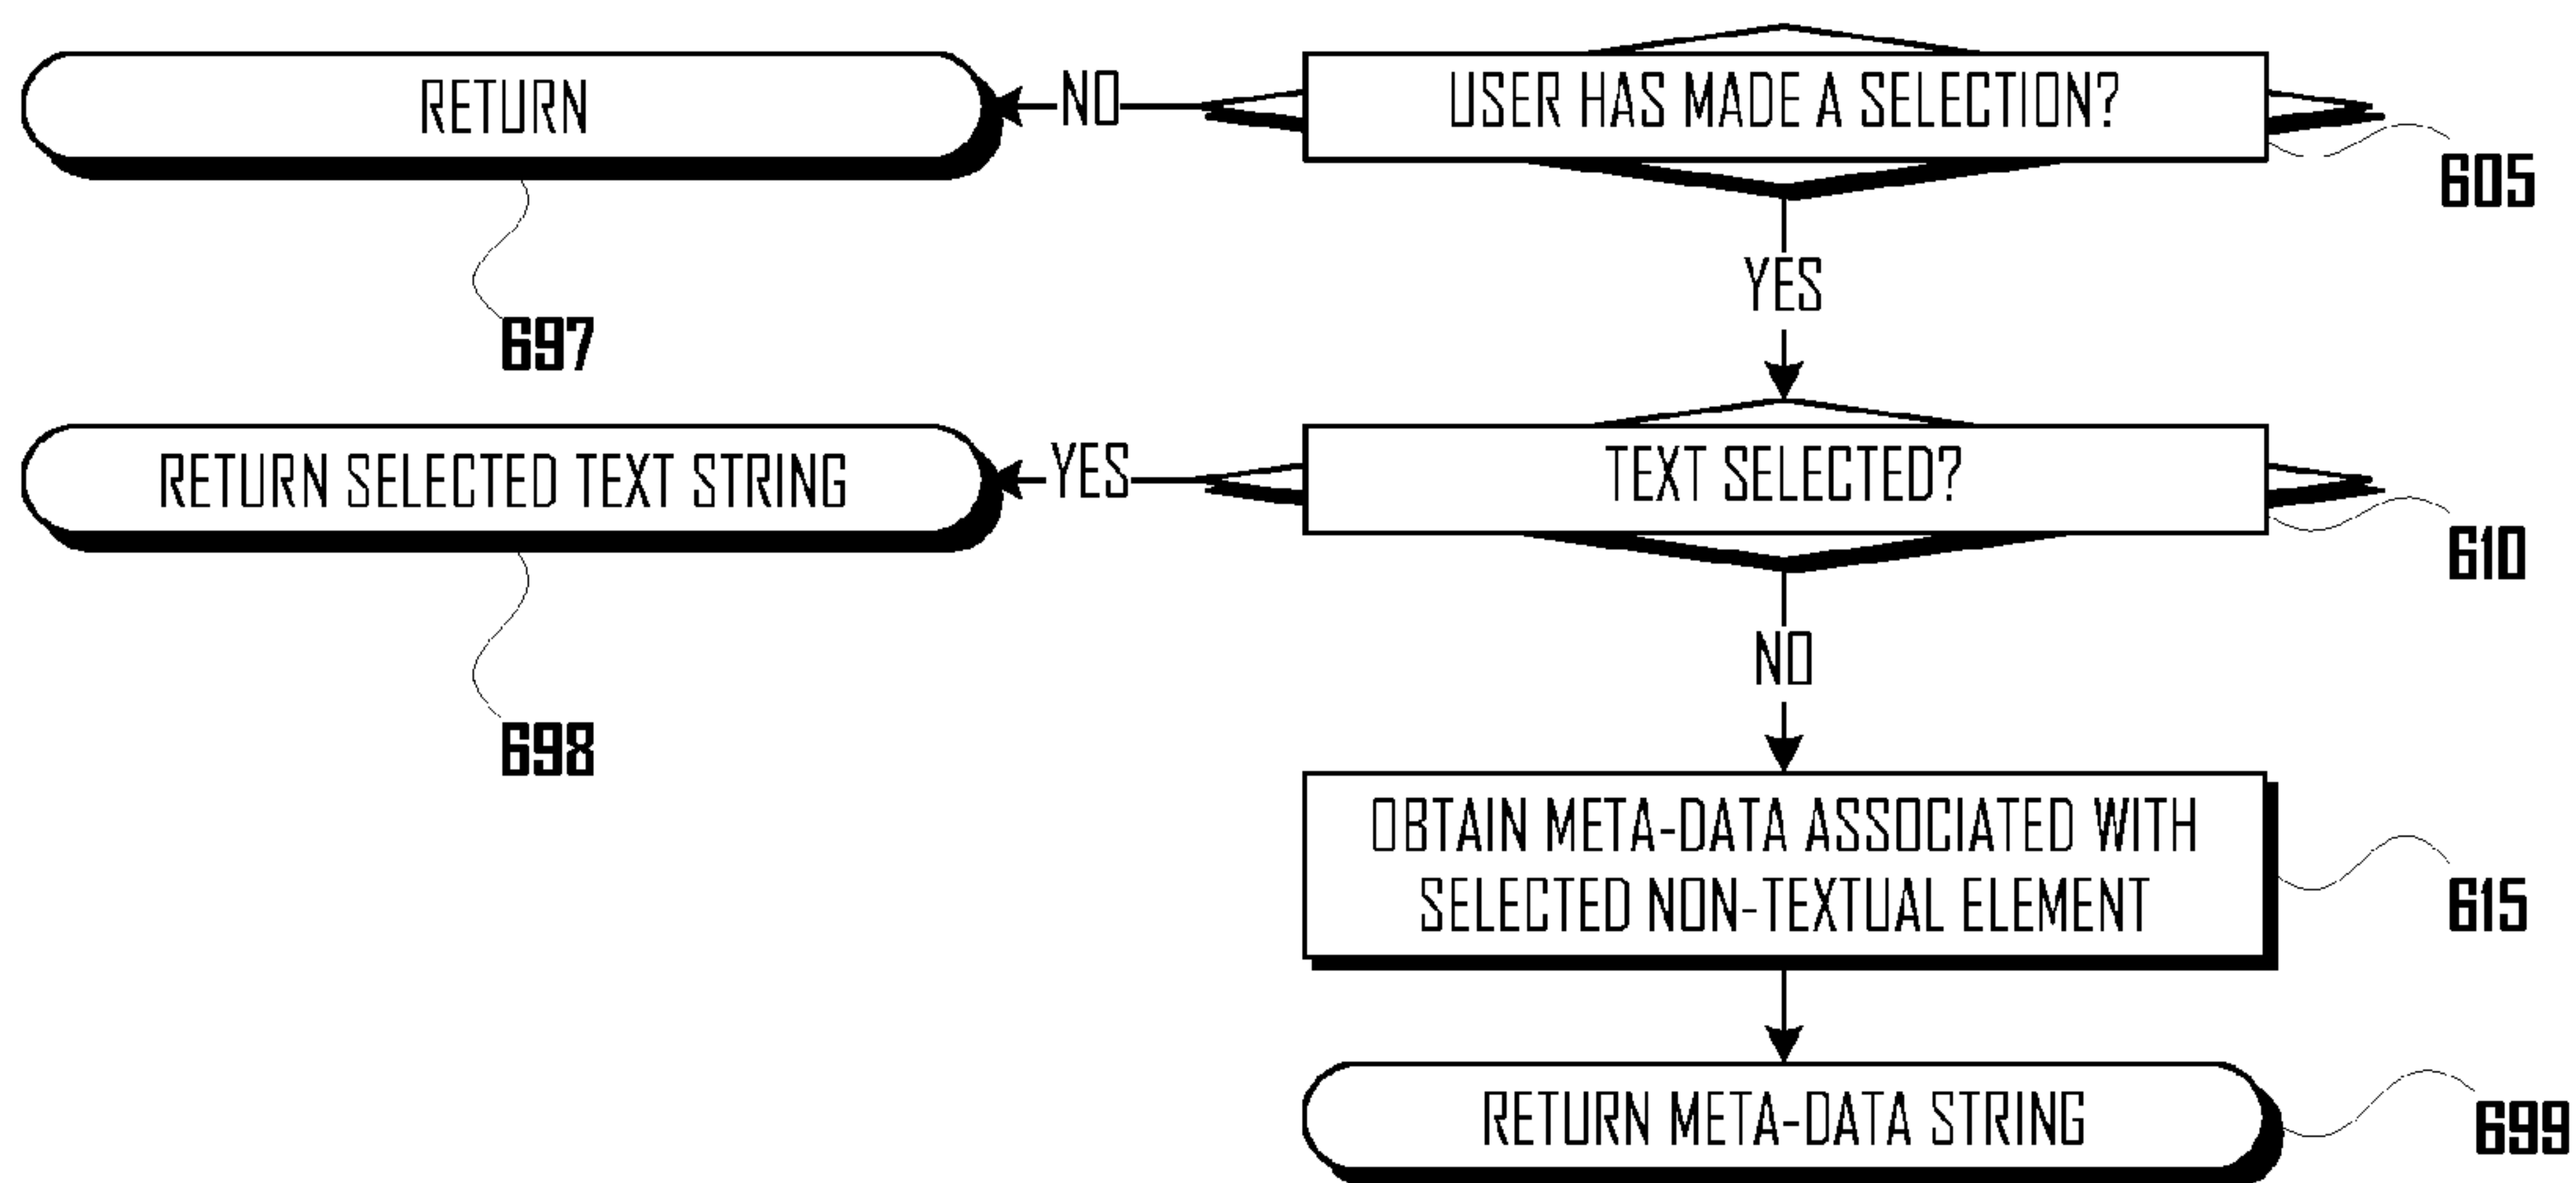 RETURN
NO
USER HAS MADE A SELECTION?
605
YES
697
RETURN SELECTED TEXT STRING
YES
TEXT SELECTED?
610
NO
698
OBTAIN META-DATA ASSOCIATED WITH
SELECTED NON-TEXTUAL ELEMENT
615
RETURN META-DATA STRING
699